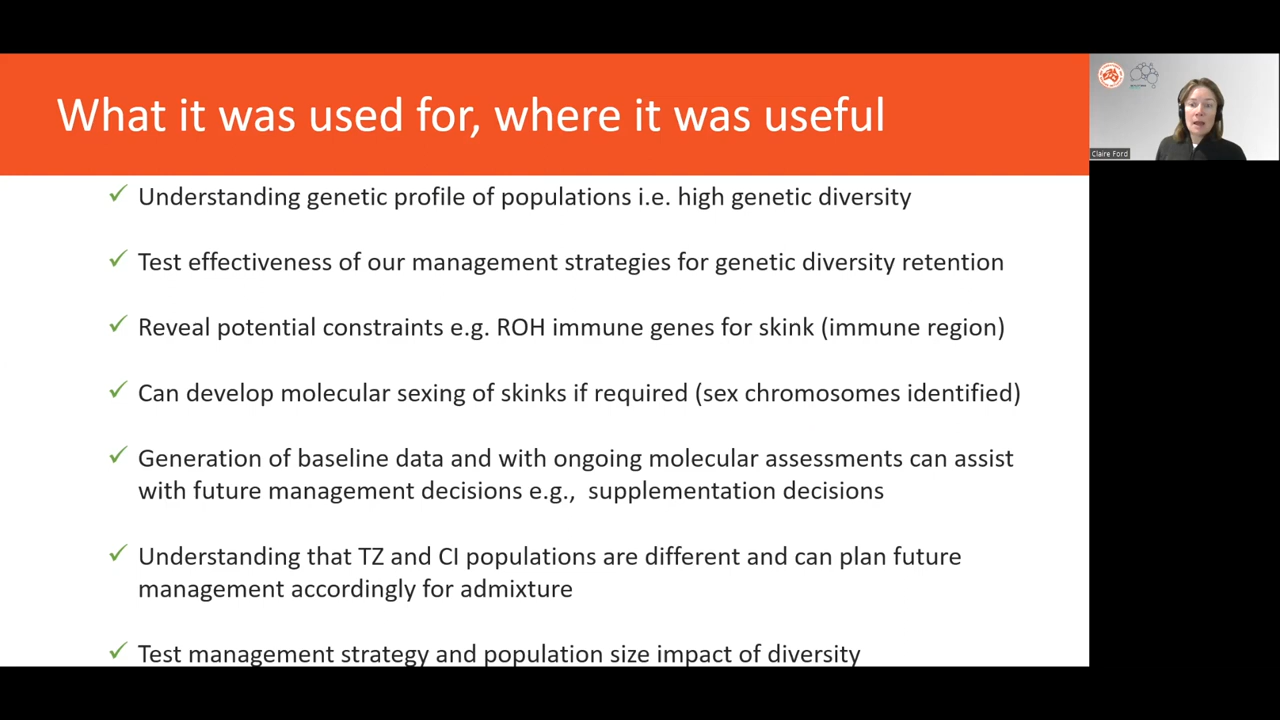 What it was used for, where it was useful
Claire Ford
✓ Understanding genetic profile of populations i.e. high genetic diversity
✓ Test effectiveness of our management strategies for genetic diversity retention
✓ Reveal potential constraints e.g. ROH immune genes for skink (immune region)
✓ Can develop molecular sexing of skinks if required (sex chromosomes identified)
✓ Generation of baseline data and with ongoing molecular assessments can assist
with future management decisions e.g.,  supplementation decisions
✓ Understanding that TZ and CI populations are different and can plan future
management accordingly for admixture
✓ Test management strategy and population size impact of diversity